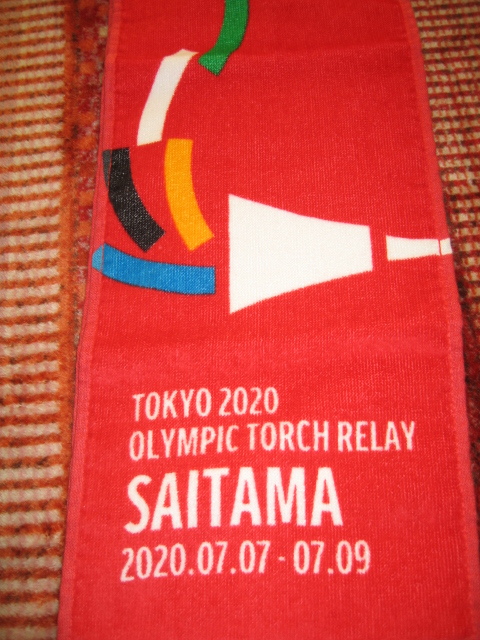 TOKYO 2020
OLYMPIC TORCH RELAY
SAITAMA
2020.07.07 - 07.09